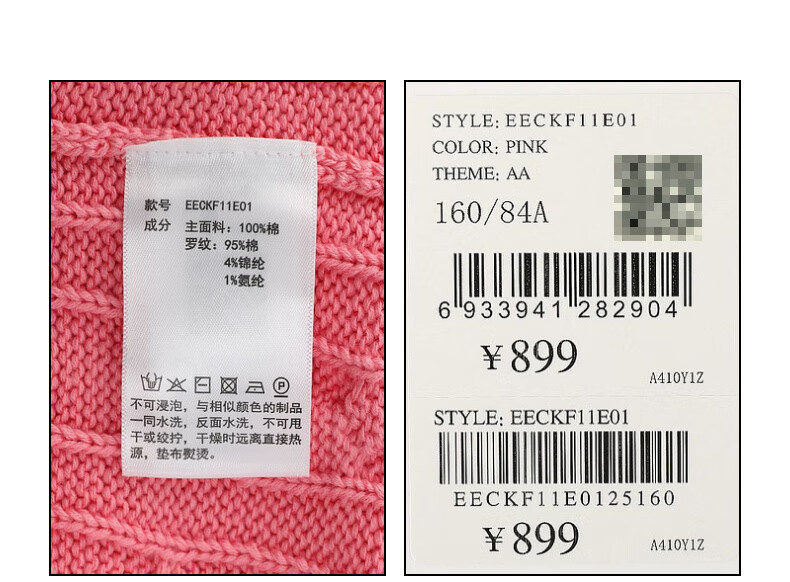 款号 EECKF11E01
成分 主面料：100%棉
罗纹：95%棉
4%锦纶
1%氨纶
P
不可浸泡，与相似颜色的制品
一同水洗，反面水洗，不可甩
干或绞拧，干燥时远离直接热
源，垫布熨烫。
STYLE: EECKF11E01
COLOR: PINK
THEME: AA
160/84A
6 933941 282904
¥899
A410Y1Z
STYLE: EECKF11E01
EECKF11E0125160
¥899
A410Y1Z